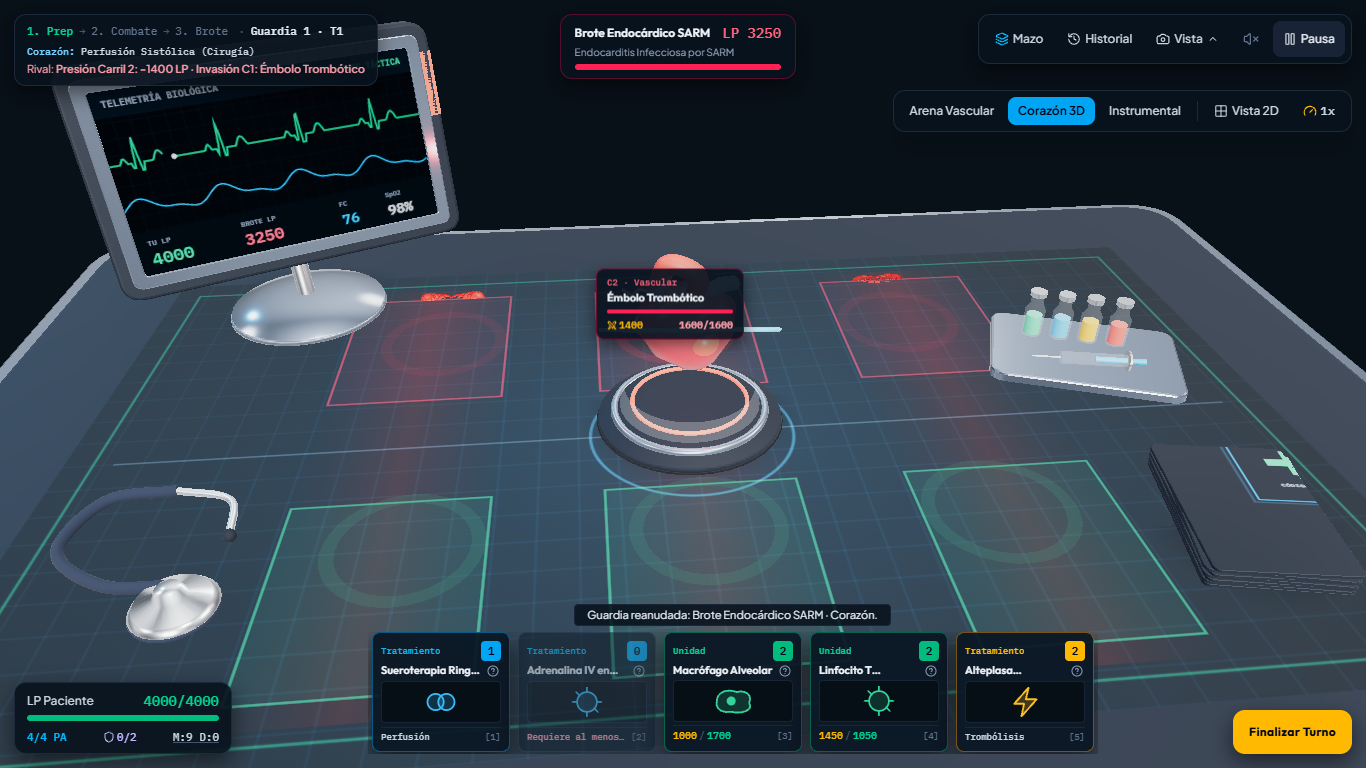 1. Prep → 2. Combate → 3. Brote · Guardia 1 · T1
Corazón: Perfusión Sistólica (Cirugía)
Rival: Presión Carril 2: -1400 LP · Invasión C1: Émbolo Trombótico
Brote Endocárdico SARM LP 3250
Endocarditis Infecciosa por SARM
Mazo
Historial
Vista
Pausa
Arena Vascular
Corazón 3D
Instrumental
Vista 2D
1x
TELEMETRÍA BIOLÓGICA
TU LP
4000
BROTE LP
3250
FC
76
SpO2
98%
C2 · Vascular
Émbolo Trombótico
1400 1600/1600
Guardia reanudada: Brote Endocárdico SARM · Corazón.
Tratamiento 1
Sueroterapia Ring...
Perfusión [1]
Tratamiento 0
Adrenalina IV en...
Requiere al menos... [2]
Unidad 2
Macrófago Alveolar
1000 / 1700 [3]
Unidad 2
Linfocito T...
1450 / 1050 [4]
Tratamiento 2
Alteplasa...
Trombólisis [5]
LP Paciente 4000/4000
4/4 PA 0/2 M:9 D:0
Finalizar Turno